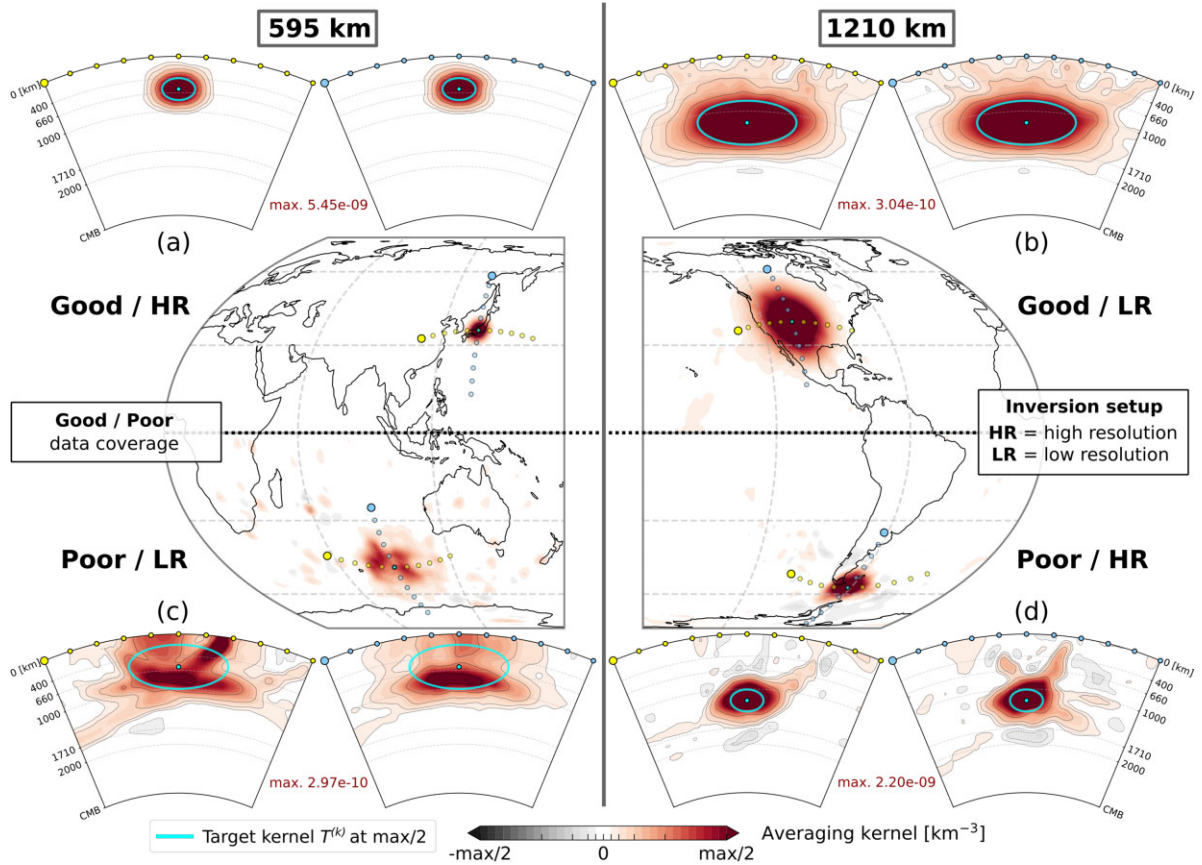 595 km
1210 km
0 [km]
400
660
1000
1710
2000
CMB
max. 5.45e-09
(a)
0 [km]
400
660
1000
1710
2000
CMB
max. 3.04e-10
(b)
Good / HR
Good / LR
Good / Poor
data coverage
Inversion setup
HR = high resolution
LR = low resolution
Poor / LR
Poor / HR
(c)
(d)
0 [km]
400
660
1000
1710
2000
CMB
max. 2.97e-10
0 [km]
400
660
1000
1710
2000
CMB
max. 2.20e-09
Target kernel T(k) at max/2
-max/2
0
max/2
Averaging kernel [km−3]